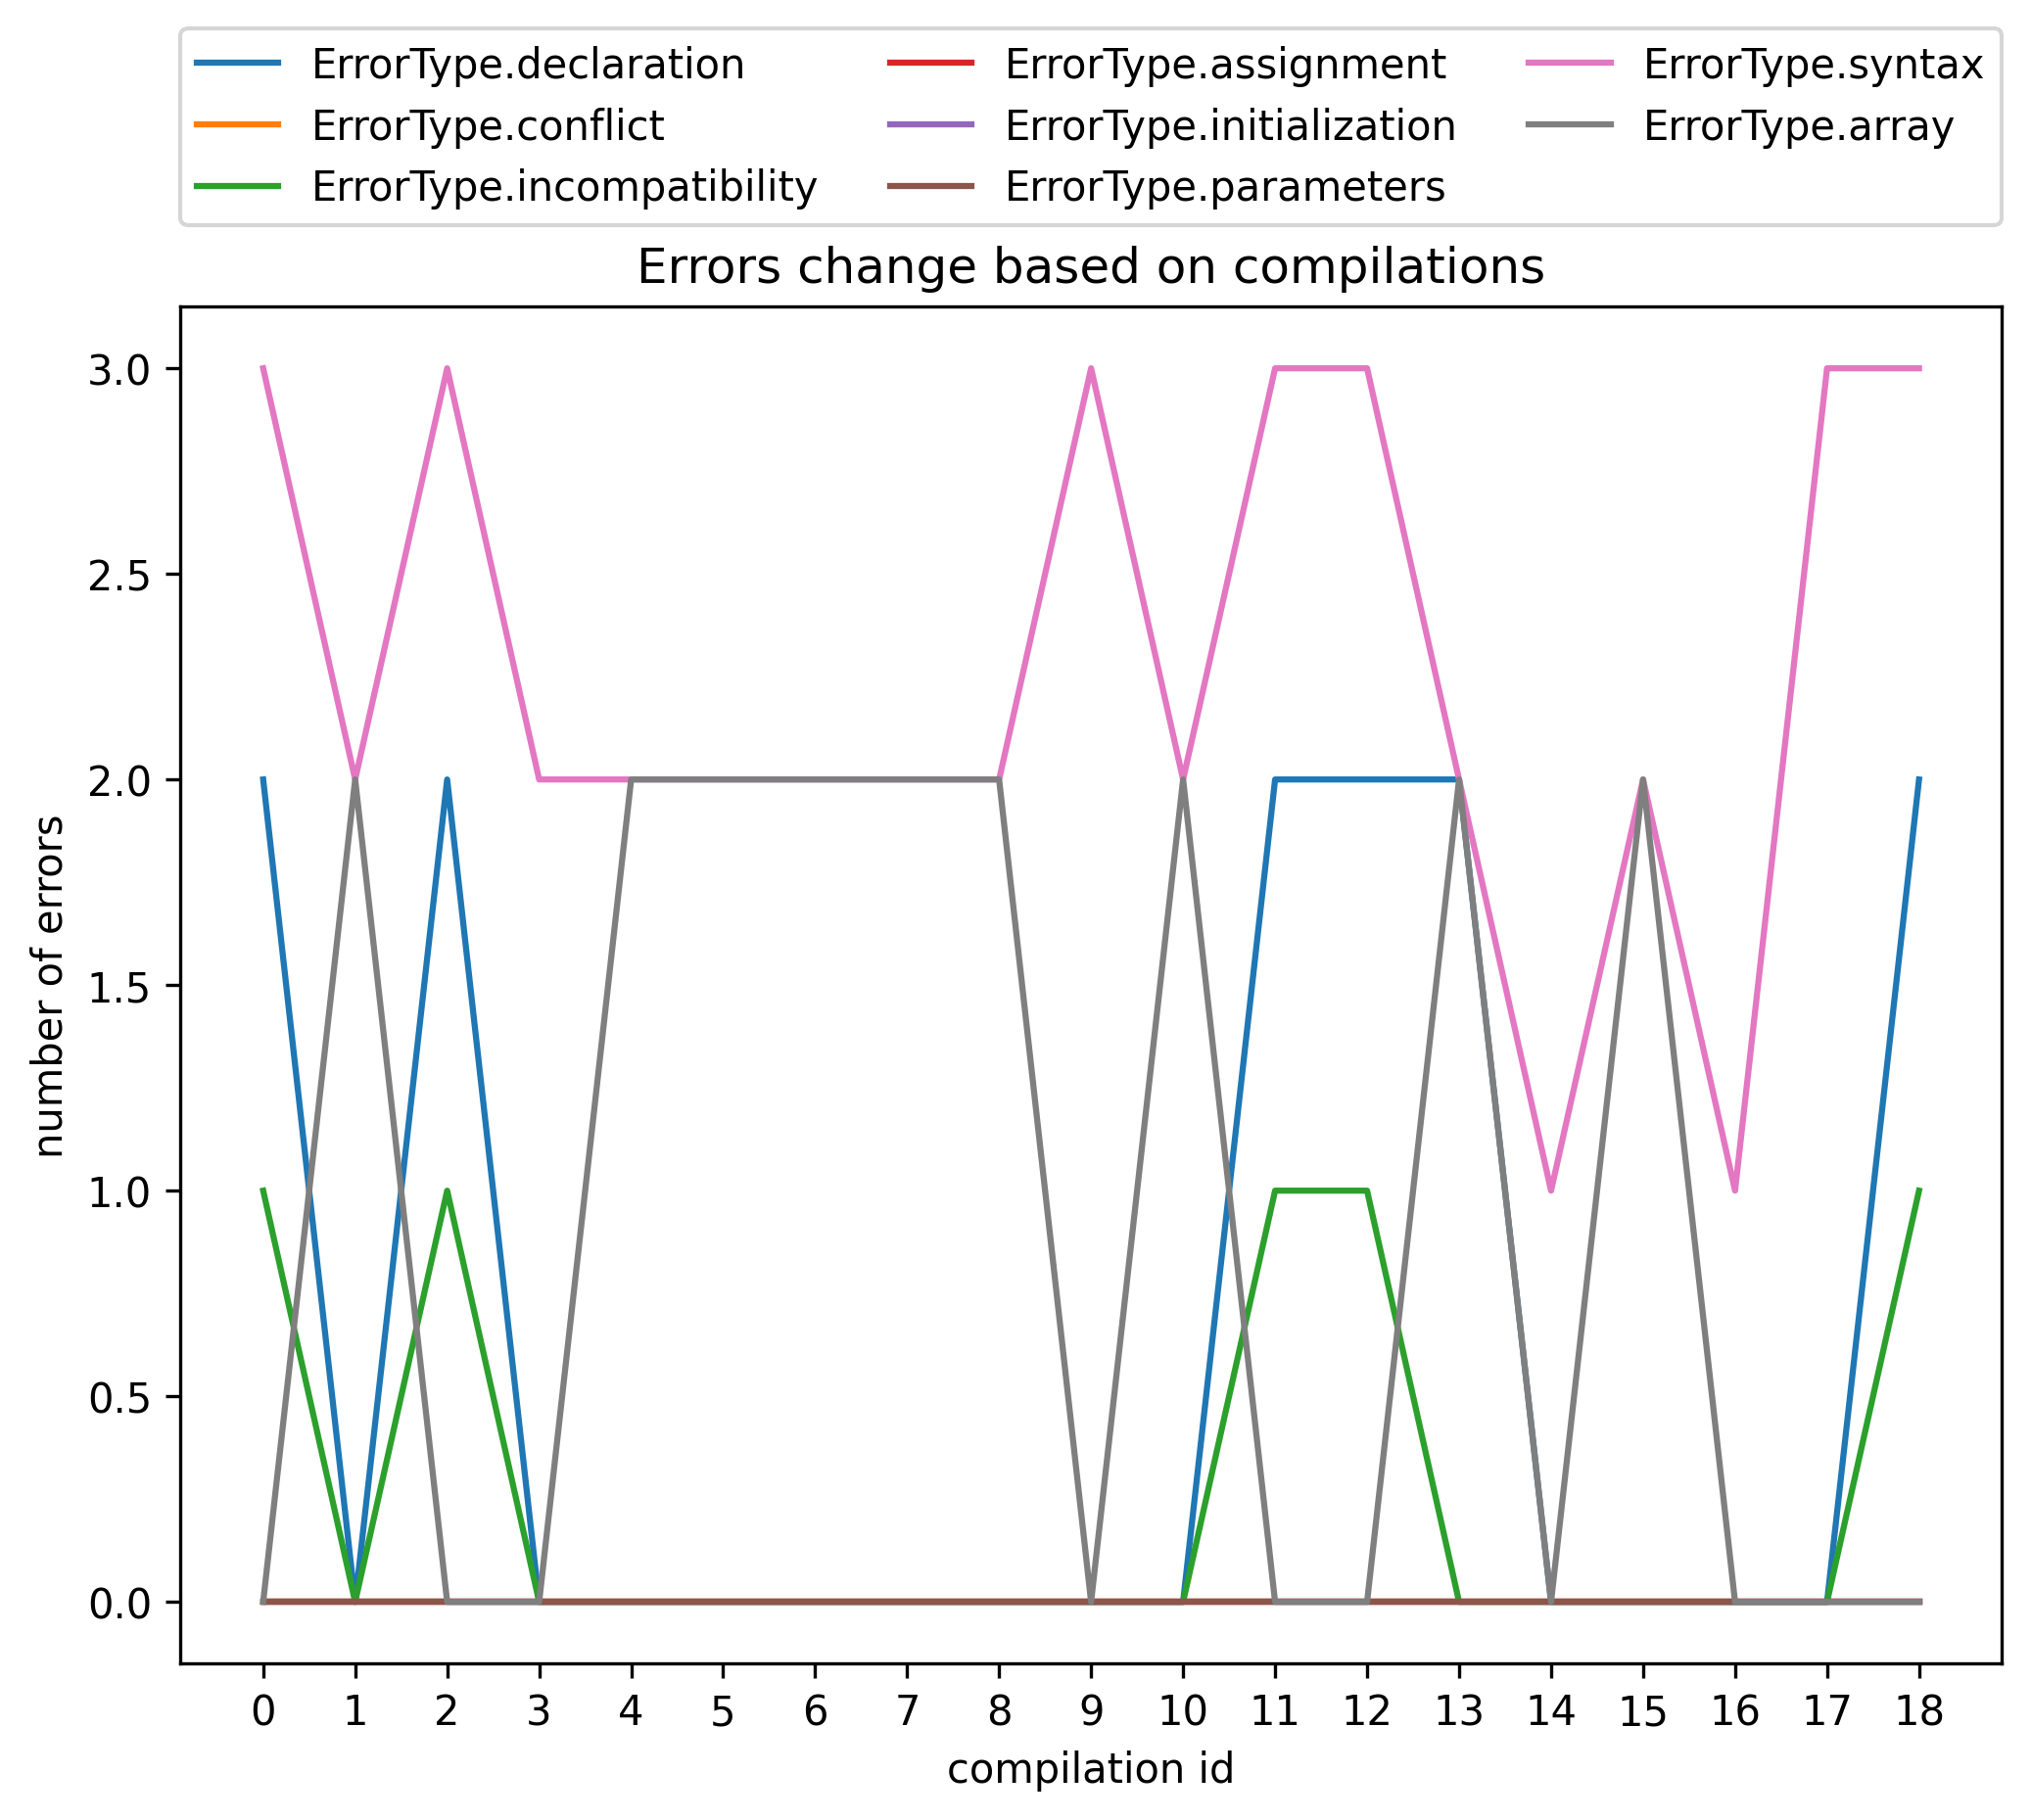 ErrorType.declaration ErrorType.assignment ErrorType.syntax
ErrorType.conflict ErrorType.initialization ErrorType.array
ErrorType.incompatibility ErrorType.parameters
Errors change based on compilations
3.0
2.5
2.0
1.5
1.0
0.5
0.0
number of errors
0 1 2 3 4 5 6 7 8 9 10 11 12 13 14 15 16 17 18
compilation id